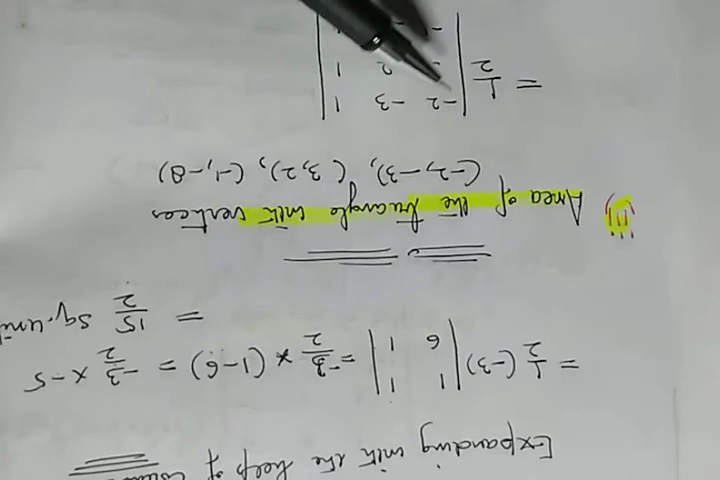 Expanding with the help of
= 1/2 (-3) | 1 1 | = -3/2 × (1-6) = -3/2 × -5
| 6 1 |
= 15/2 sq. uni
(iii) Area of the triangle with vertices
(-2, -3), (3, 2), (-1, -8)
= 1/2 | -2 -3 1 |
2 1